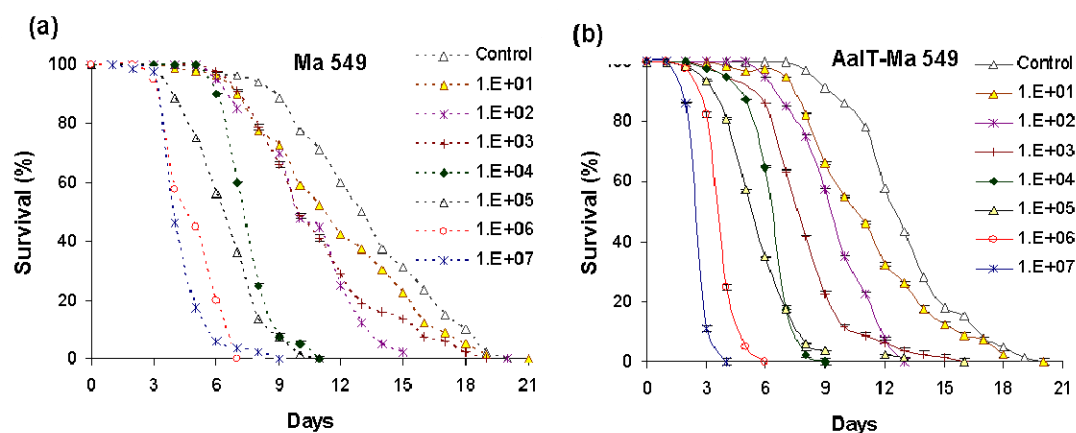 (a)
Ma 549
Survival (%)
100
80
60
40
20
0
0 3 6 9 12 15 18 21
Days
Control
1.E+01
1.E+02
1.E+03
1.E+04
1.E+05
1.E+06
1.E+07
(b)
AaIT-Ma 549
Survival (%)
100
80
60
40
20
0
0 3 6 9 12 15 18 21
Days
Control
1.E+01
1.E+02
1.E+03
1.E+04
1.E+05
1.E+06
1.E+07